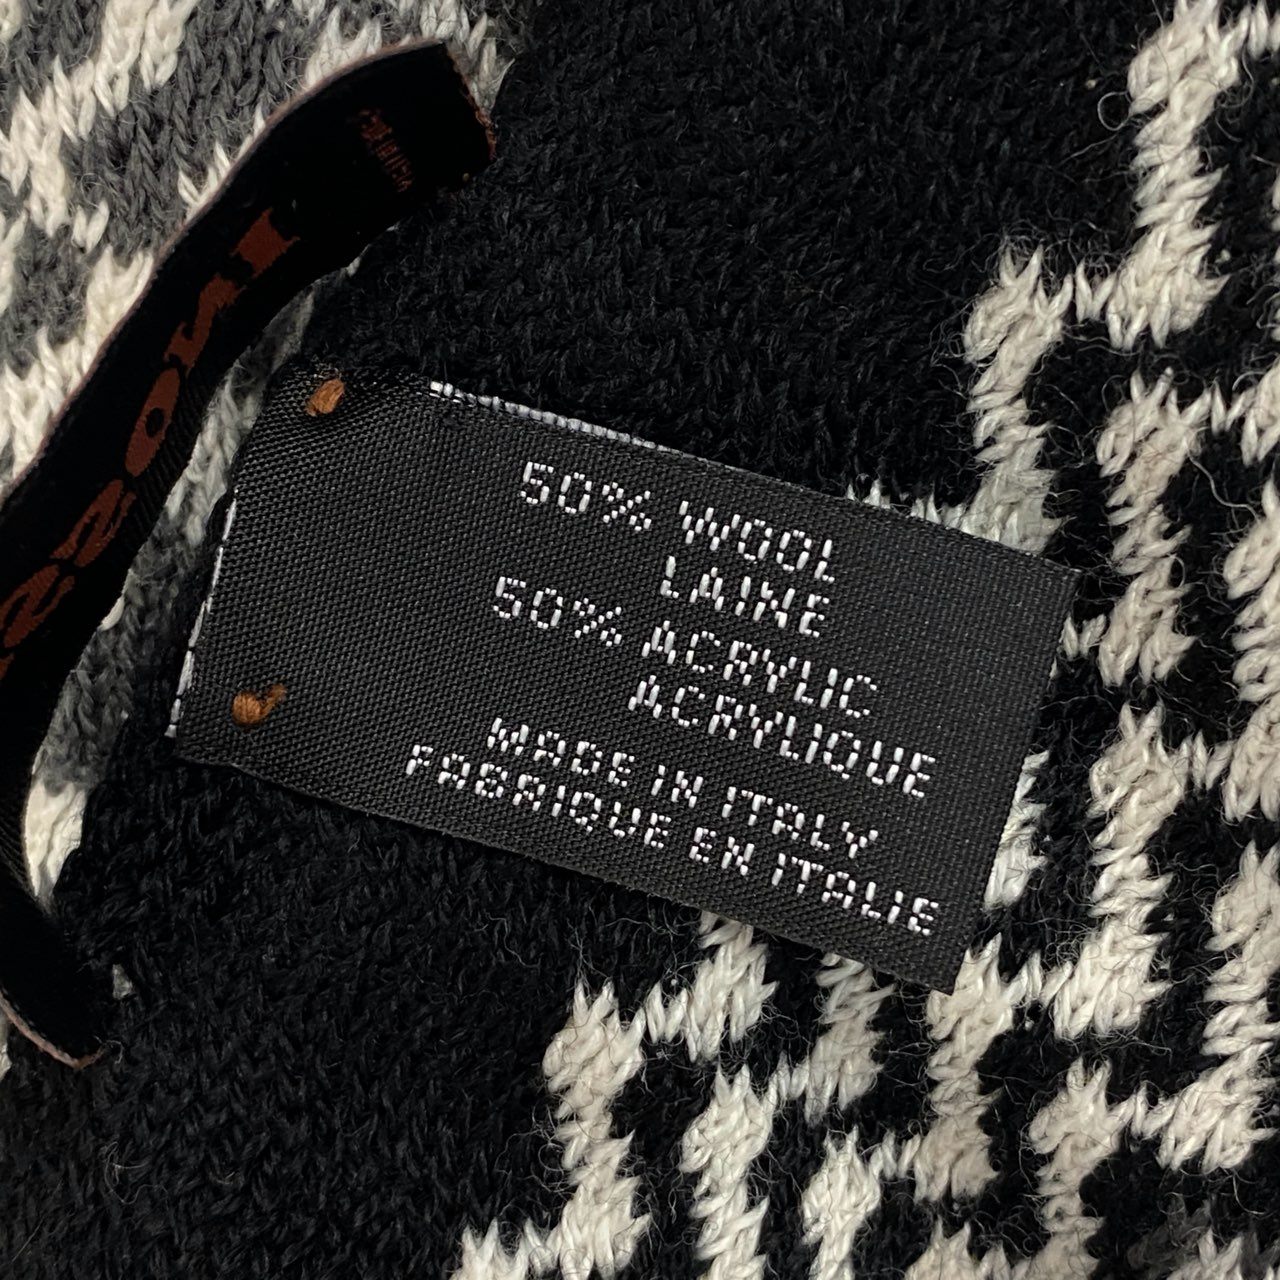 50% WOOL
LAINE
50% ACRYLIC
ACRYLIQUE
MADE IN ITALY
FABRIQUE EN ITALIE